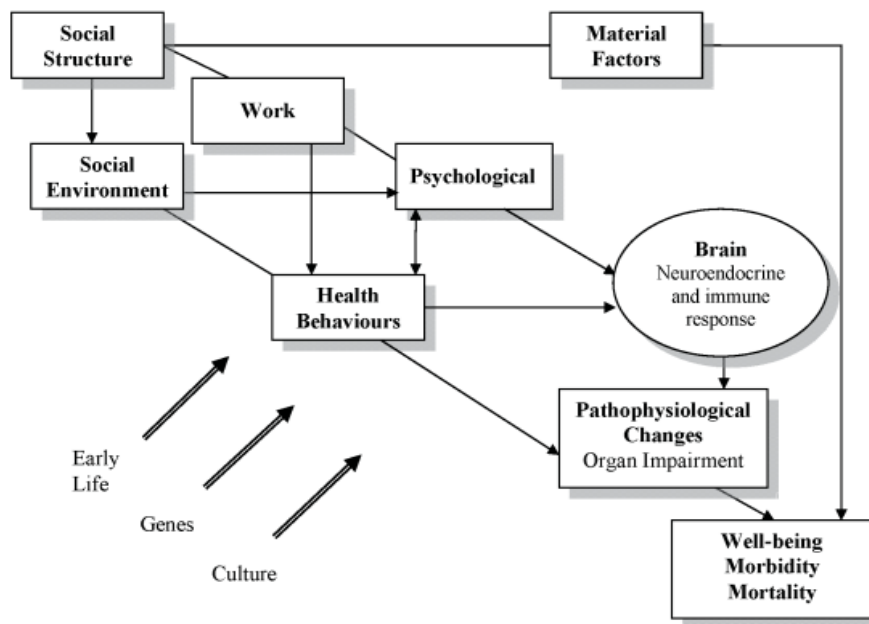 Social
Structure
Material
Factors
Work
Social
Environment
Psychological
Brain
Neuroendocrine
and immune
response
Health
Behaviours
Pathophysiological
Changes
Organ Impairment
Early
Life
Genes
Culture
Well-being
Morbidity
Mortality